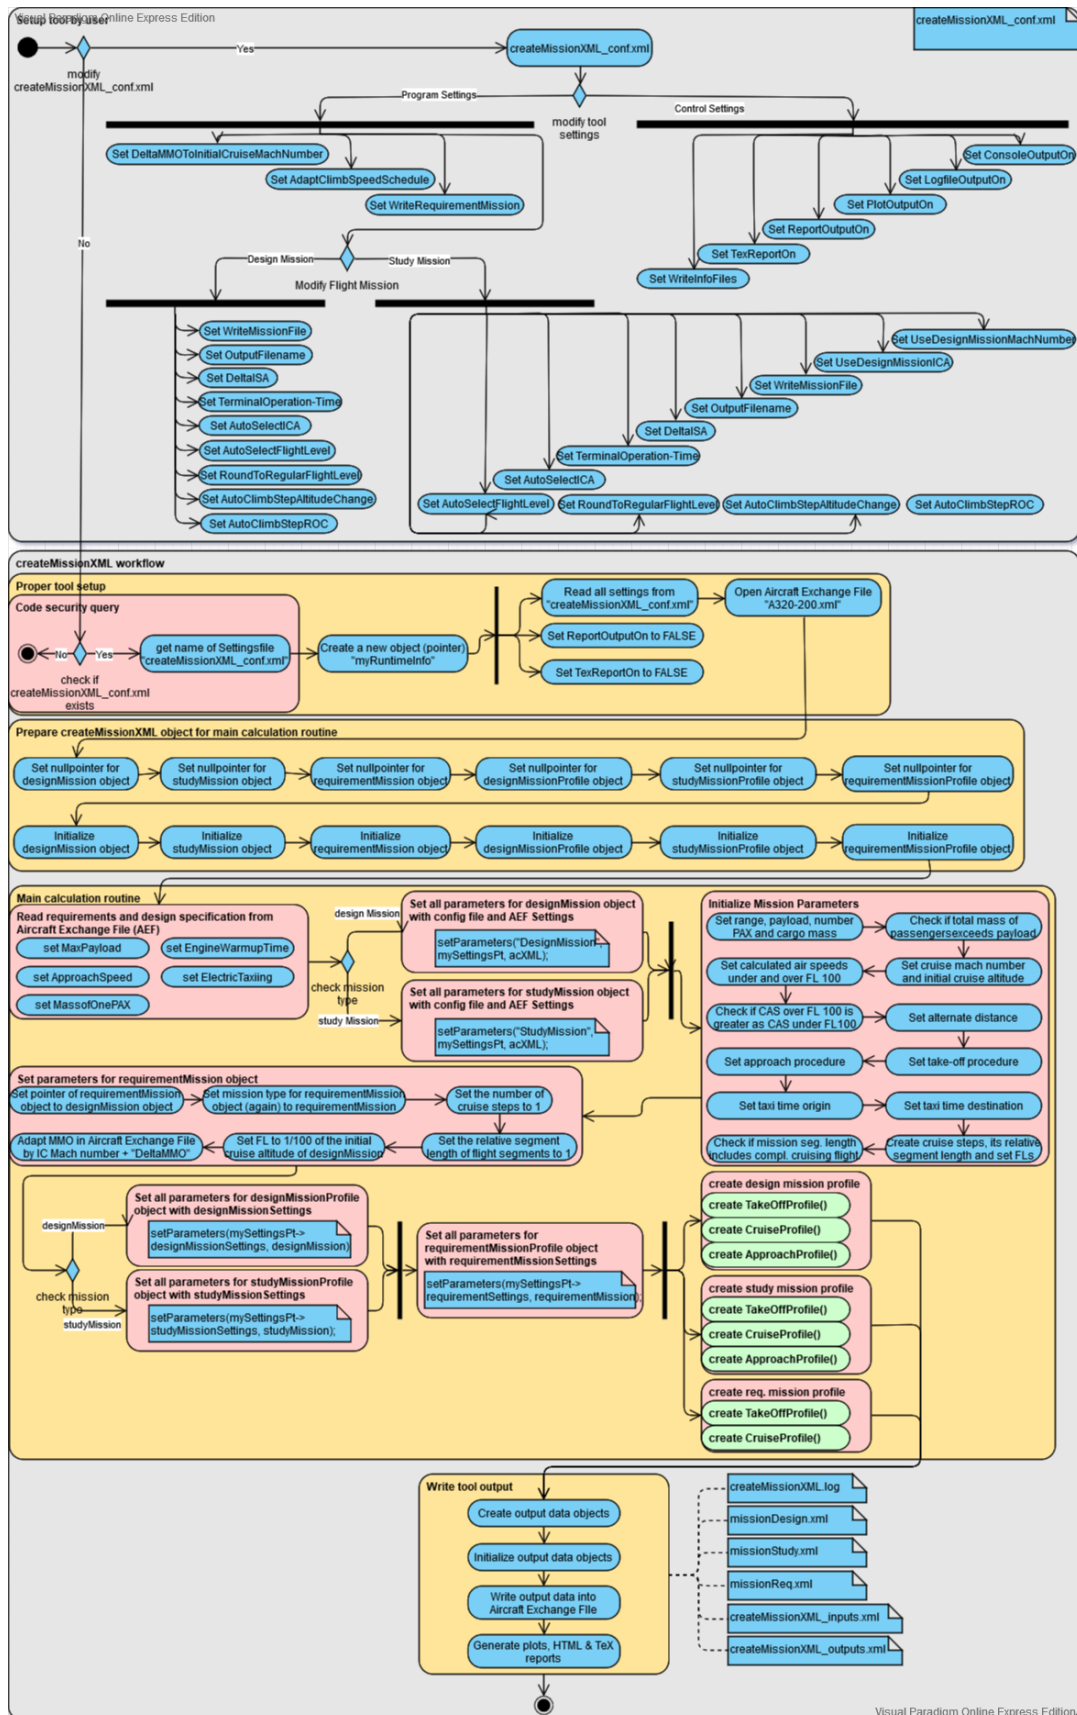 Visual Paradigm Online Express Edition
Setup tool by user
createMissionXML_conf.xml
Yes
createMissionXML_conf.xml
modify
createMissionXML_conf.xml
Program Settings
Control Settings
modify tool
settings
Set DeltaMMOToInitialCruiseMachNumber
Set ConsoleOutputOn
Set AdaptClimbSpeedSchedule
Set LogfileOutputOn
Set WriteRequirementMission
Set PlotOutputOn
Set ReportOutputOn
No
Set TexReportOn
Design Mission
Study Mission
Set WriteInfoFiles
Modify Flight Mission
Set WriteMissionFile
Set OutputFilename
Set DeltaISA
Set TerminalOperation-Time
Set AutoSelectICA
Set AutoSelectFlightLevel
Set RoundToRegularFlightLevel
Set AutoClimbStepAltitudeChange
Set AutoClimbStepROC
Set UseDesignMissionMachNumber
Set UseDesignMissionICA
Set WriteMissionFile
Set OutputFilename
Set DeltaISA
Set TerminalOperation-Time
Set AutoSelectICA
Set AutoSelectFlightLevel
Set RoundToRegularFlightLevel
Set AutoClimbStepAltitudeChange
Set AutoClimbStepROC
createMissionXML workflow
Proper tool setup
Code security query
No
Yes
check if
createMissionXML_conf.xml
exists
get name of Settingsfile
"createMissionXML_conf.xml"
Create a new object (pointer)
"myRuntimeInfo"
Read all settings from
"createMissionXML_conf.xml"
Open Aircraft Exchange File
"A320-200.xml"
Set ReportOutputOn to FALSE
Set TexReportOn to FALSE
Prepare createMissionXML object for main calculation routine
Set nullpointer for
designMission object
Set nullpointer for
studyMission object
Set nullpointer for
requirementMission object
Set nullpointer for
designMissionProfile object
Set nullpointer for
studyMissionProfile object
Set nullpointer for
requirementMissionProfile object
Initialize
designMission object
Initialize
studyMission object
Initialize
requirementMission object
Initialize
designMissionProfile object
Initialize
studyMissionProfile object
Initialize
requirementMissionProfile object
Main calculation routine
Read requirements and design specification from
Aircraft Exchange File (AEF)
set MaxPayload
set EngineWarmupTime
set ApproachSpeed
set ElectricTaxiing
set MassofOnePAX
design Mission
check mission
type
study Mission
Set all parameters for designMission object
with config file and AEF Settings
setParameters("DesignMission",
mySettingsPt, acXML);
Set all parameters for studyMission object
with config file and AEF Settings
setParameters("StudyMission",
mySettingsPt, acXML);
Initialize Mission Parameters
Set range, payload, number
PAX and cargo mass
Check if total mass of
passengersexceeds payload
Set calculated air speeds
under and over FL 100
Set cruise mach number
and initial cruise altitude
Check if CAS over FL 100 is
greater as CAS under FL100
Set alternate distance
Set approach procedure
Set take-off procedure
Set taxi time origin
Set taxi time destination
Check if mission seg. length
includes compl. cruising flight
Create cruise steps, its relative
segment length and set FLs
Set parameters for requirementMission object
Set pointer of requirementMission
object to designMission object
Set mission type for requirementMission
object (again) to requirementMission
Set the number of
cruise steps to 1
Adapt MMO in Aircraft Exchange File
by IC Mach number + "DeltaMMO"
Set FL to 1/100 of the initial
cruise altitude of designMission
Set the relative segment
length of flight segments to 1
designMission
check mission
type
studyMission
Set all parameters for designMissionProfile
object with designMissionSettings
setParameters(mySettingsPt->
designMissionSettings, designMission)
Set all parameters for studyMissionProfile
object with studyMissionSettings
setParameters(mySettingsPt->
studyMissionSettings, studyMission);
Set all parameters for
requirementMissionProfile object
with requirementMissionSettings
setParameters(mySettingsPt->
requirementSettings, requirementMission);
create design mission profile
create TakeOffProfile()
create CruiseProfile()
create ApproachProfile()
create study mission profile
create TakeOffProfile()
create CruiseProfile()
create ApproachProfile()
create req. mission profile
create TakeOffProfile()
create CruiseProfile()
Write tool output
Create output data objects
Initialize output data objects
Write output data into
Aircraft Exchange FIle
Generate plots, HTML & TeX
reports
createMissionXML.log
missionDesign.xml
missionStudy.xml
missionReq.xml
createMissionXML_inputs.xml
createMissionXML_outputs.xml
Visual Paradigm Online Express Edition